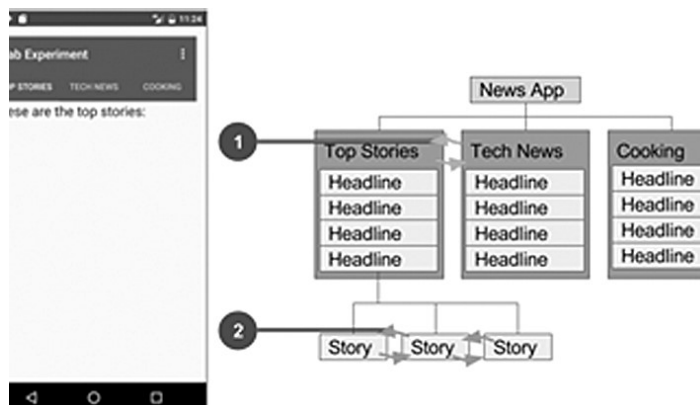 11:24
ab Experiment
P STORIES TECH NEWS COOKING
ese are the top stories:
News App
1
Top Stories
Headline
Headline
Headline
Headline
Tech News
Headline
Headline
Headline
Headline
Cooking
Headline
Headline
Headline
Headline
2
Story
Story
Story